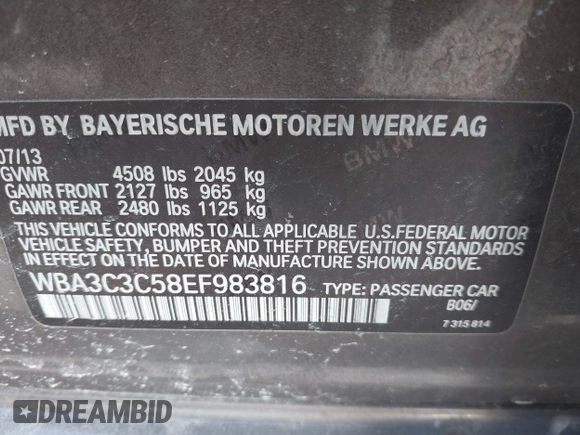 MFD BY BAYERISCHE MOTOREN WERKE AG
07/13
GVWR 4508 lbs 2045 kg
GAWR FRONT 2127 lbs 965 kg
GAWR REAR 2480 lbs 1125 kg
THIS VEHICLE CONFORMS TO ALL APPLICABLE U.S.FEDERAL MOTOR
VEHICLE SAFETY, BUMPER AND THEFT PREVENTION STANDARDS
IN EFFECT ON THE DATE OF MANUFACTURE SHOWN ABOVE.
WBA3C3C58EF983816 TYPE: PASSENGER CAR
B06/
7 315 814
BMW
DREAMBID